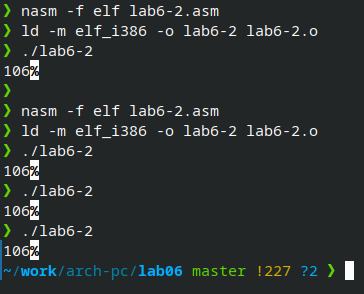 ❯ nasm -f elf lab6-2.asm
❯ ld -m elf_i386 -o lab6-2 lab6-2.o
❯ ./lab6-2
106%
❯
❯ nasm -f elf lab6-2.asm
❯ ld -m elf_i386 -o lab6-2 lab6-2.o
❯ ./lab6-2
106%
❯ ./lab6-2
106%
❯ ./lab6-2
106%
~/work/arch-pc/lab06 master !227 ?2 ❯